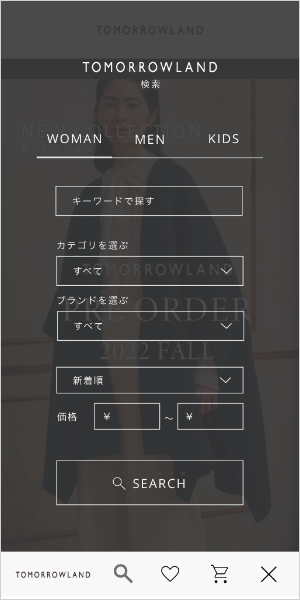 TOMORROWLAND
TOMORROWLAND
検索
NEW COLLECTION
WOMAN MEN KIDS
キーワードで探す
カテゴリを選ぶ
すべて
TOMORROWLAND
ブランドを選ぶ
PRE ORDER
すべて
2022 FALL
新着順
価格 ¥ ～ ¥
SEARCH
TOMORROWLAND